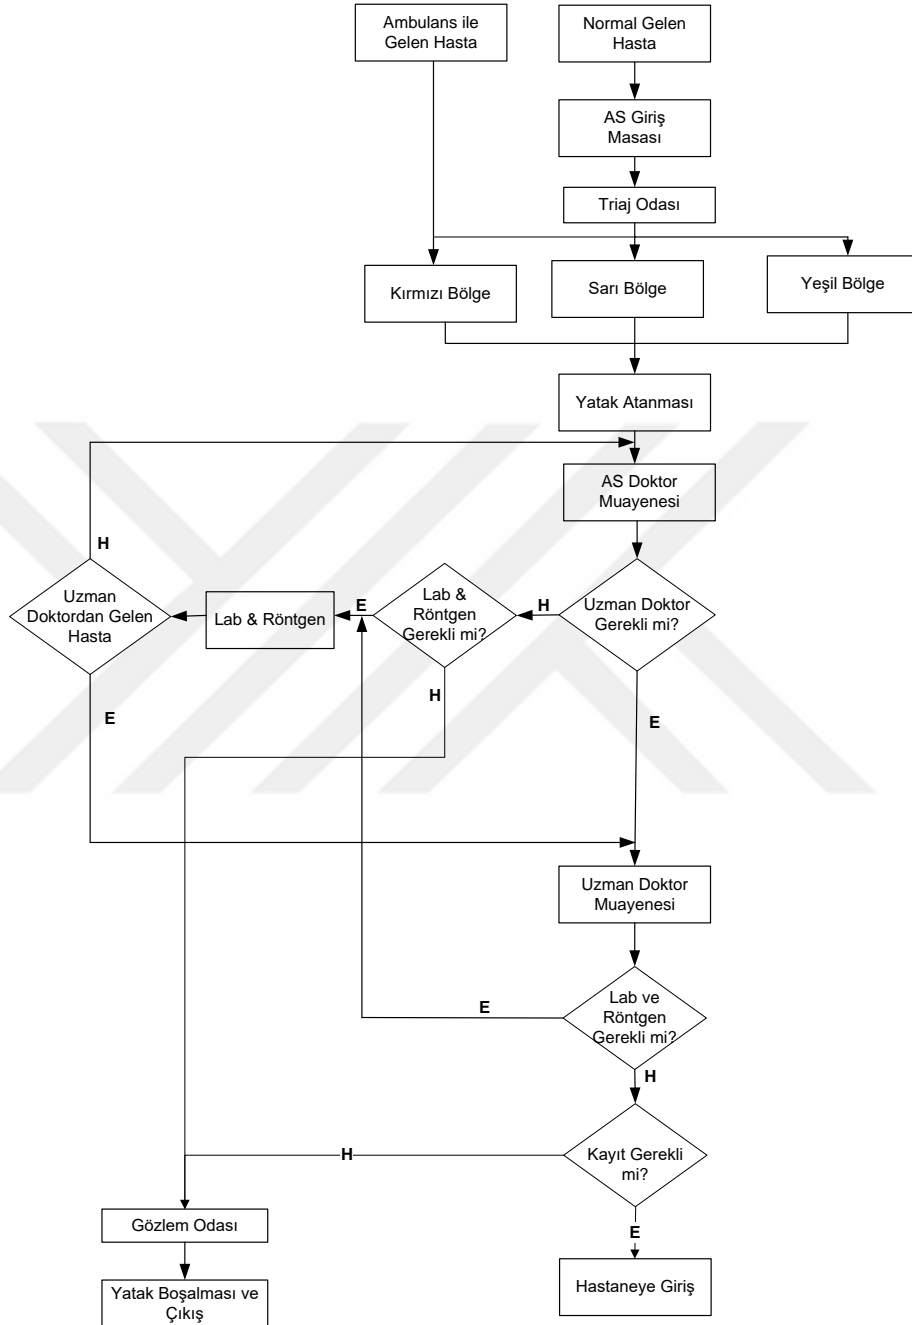 Ambulans ile
Gelen Hasta
Normal Gelen
Hasta
AS Giriş
Masası
Triaj Odası
Kırmızı Bölge
Sarı Bölge
Yeşil Bölge
Yatak Atanması
AS Doktor
Muayenesi
H
Uzman
Doktordan Gelen
Hasta
Lab & Röntgen
E
Lab &
Röntgen
Gerekli mi?
H
Uzman Doktor
Gerekli mi?
H
E
E
Uzman Doktor
Muayenesi
Lab ve
Röntgen
Gerekli mi?
E
H
Kayıt Gerekli
mi?
H
E
Gözlem Odası
Hastaneye Giriş
Yatak Boşalması ve
Çıkış